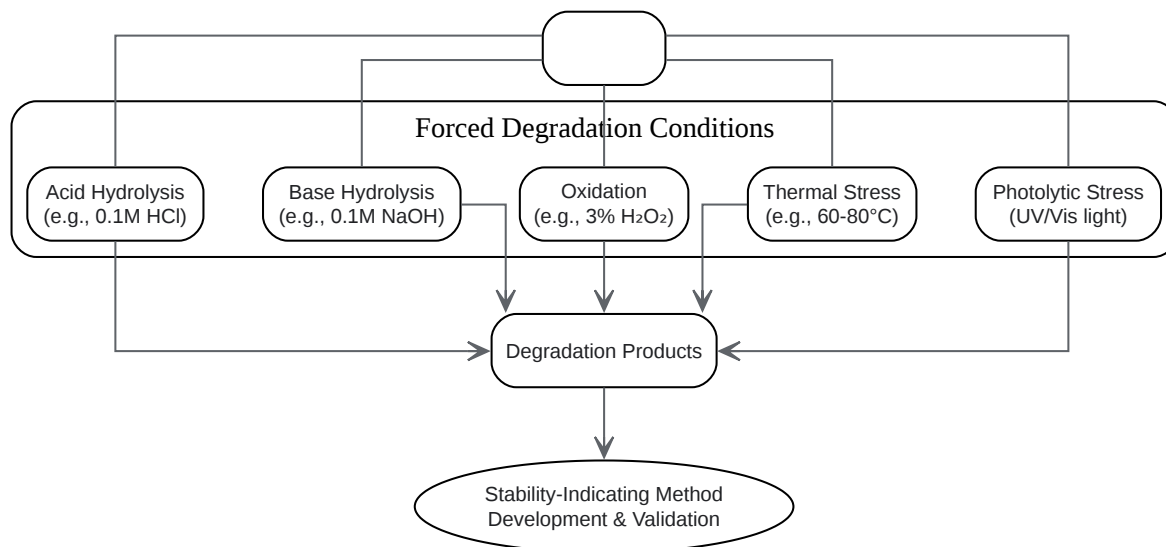 Forced Degradation Conditions
Acid Hydrolysis
(e.g., 0.1M HCl)
Base Hydrolysis
(e.g., 0.1M NaOH)
Oxidation
(e.g., 3% H₂O₂)
Thermal Stress
(e.g., 60-80°C)
Photolytic Stress
(UV/Vis light)
Degradation Products
Stability-Indicating Method
Development & Validation